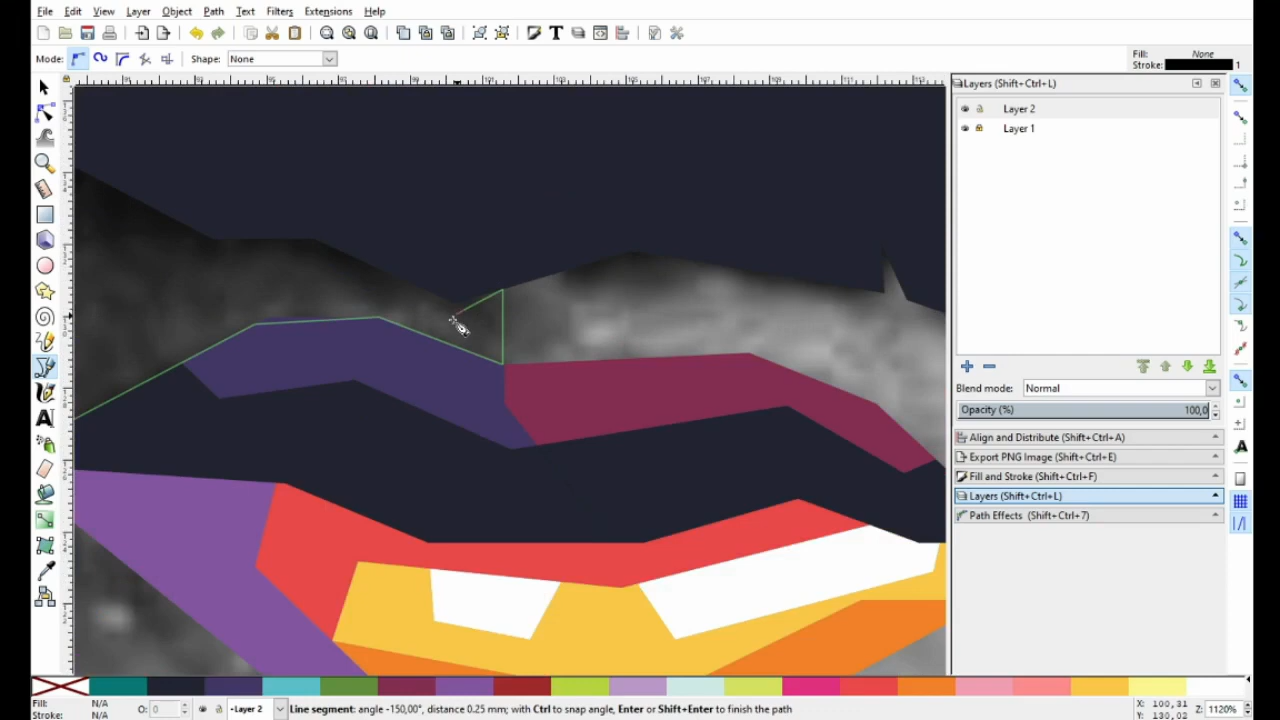 File Edit View Layer Object Path Text Filters Extensions Help
Mode: Shape: None
Fill: None
Stroke: 1
Layers (Shift+Ctrl+L)
Layer 2
Layer 1
Blend mode: Normal
Opacity (%) 100,0
Align and Distribute (Shift+Ctrl+A)
Export PNG Image (Shift+Ctrl+E)
Fill and Stroke (Shift+Ctrl+F)
Layers (Shift+Ctrl+L)
Path Effects (Shift+Ctrl+7)
Fill: N/A
Stroke: N/A
O: 0
-Layer 2
Line segment: angle -150,00°, distance 0.25 mm; with Ctrl to snap angle, Enter or Shift+Enter to finish the path
X: 100,31
Y: 130,02
Z: 1120%